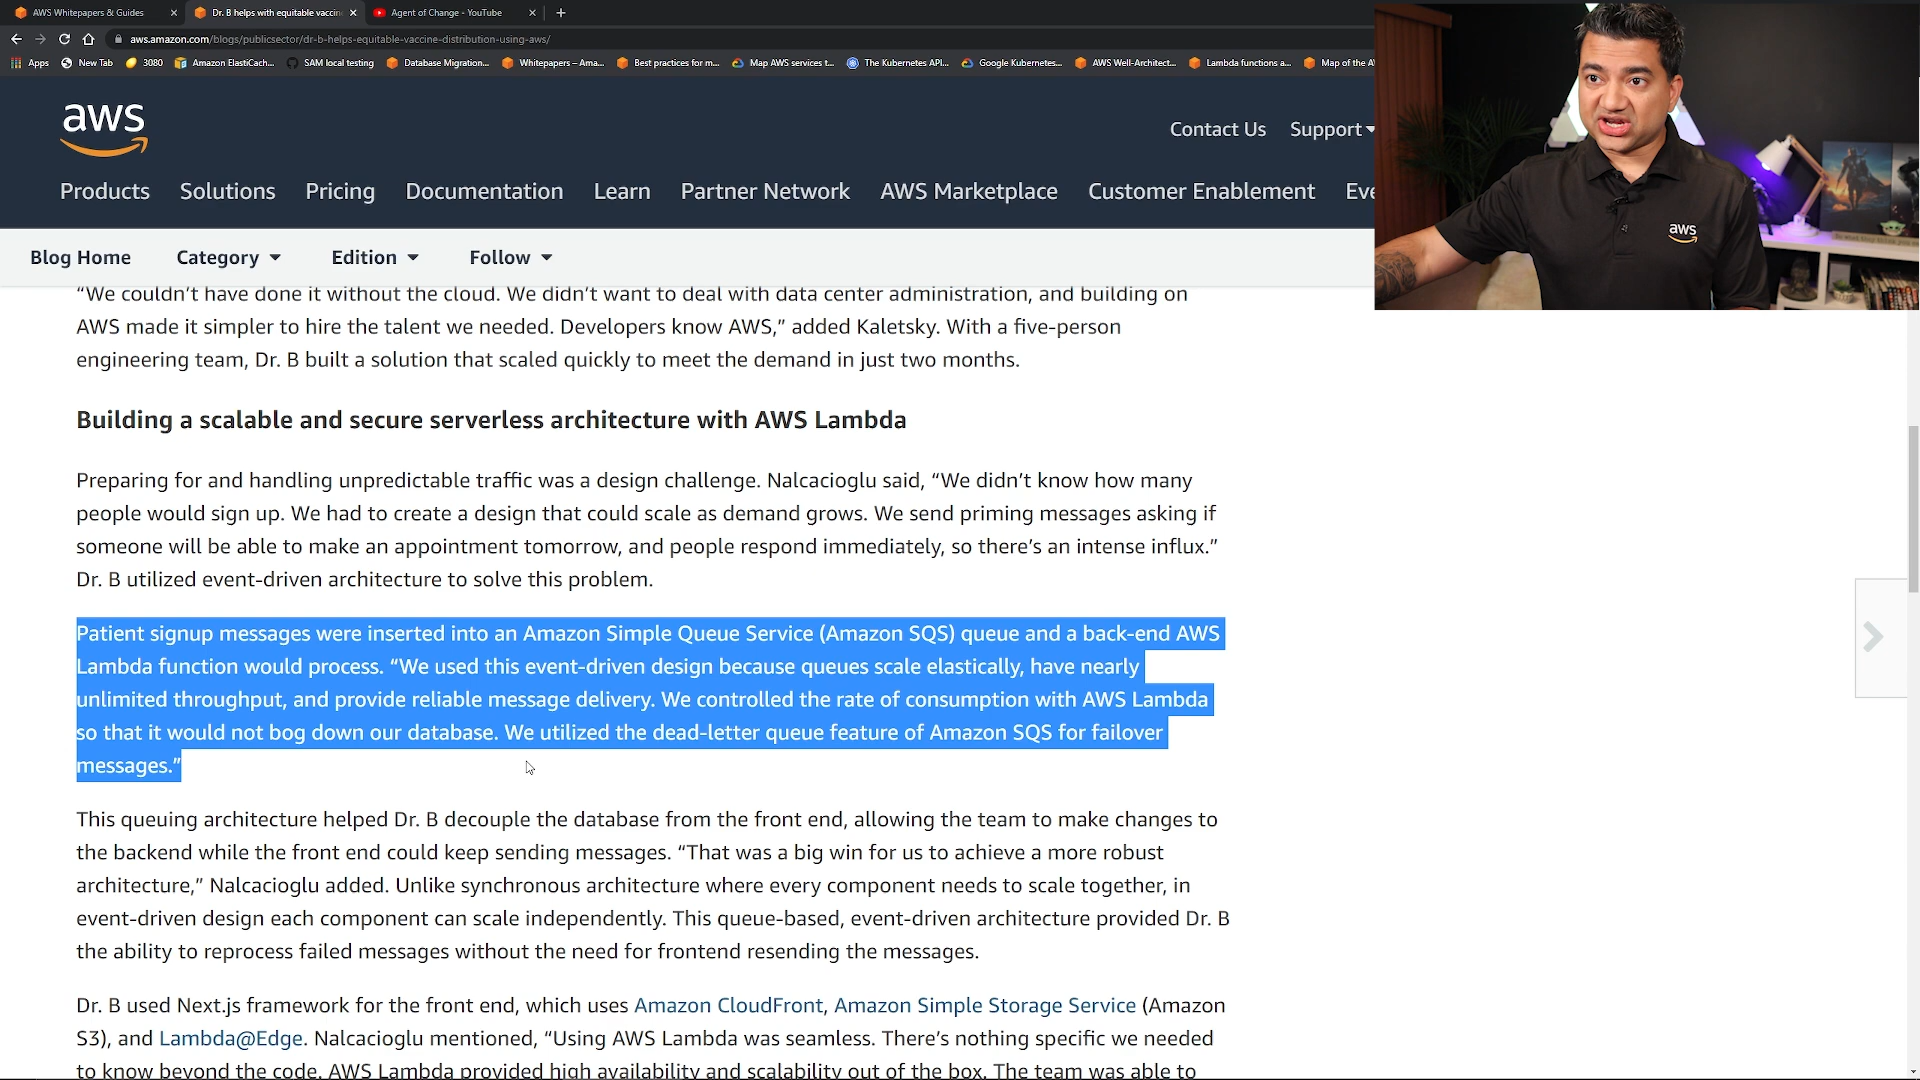 AWS Whitepapers & Guides
Dr. B helps with equitable vaccin
Agent of Change - YouTube
aws.amazon.com/blogs/publicsector/dr-b-helps-equitable-vaccine-distribution-using-aws/
Apps
New Tab
3080
Amazon ElastiCach...
SAM local testing
Database Migration...
Whitepapers – Ama...
Best practices for m...
Map AWS services t...
The Kubernetes API...
Google Kubernetes...
AWS Well-Architect...
Lambda functions a...
Map of the A
aws
Contact Us
Support
Products
Solutions
Pricing
Documentation
Learn
Partner Network
AWS Marketplace
Customer Enablement
Eve
aws
Blog Home
Category
Edition
Follow
“We couldn’t have done it without the cloud. We didn’t want to deal with data center administration, and building on
AWS made it simpler to hire the talent we needed. Developers know AWS,” added Kaletsky. With a five-person
engineering team, Dr. B built a solution that scaled quickly to meet the demand in just two months.
Building a scalable and secure serverless architecture with AWS Lambda
Preparing for and handling unpredictable traffic was a design challenge. Nalcacioglu said, “We didn’t know how many
people would sign up. We had to create a design that could scale as demand grows. We send priming messages asking if
someone will be able to make an appointment tomorrow, and people respond immediately, so there’s an intense influx.”
Dr. B utilized event-driven architecture to solve this problem.
Patient signup messages were inserted into an Amazon Simple Queue Service (Amazon SQS) queue and a back-end AWS
Lambda function would process. “We used this event-driven design because queues scale elastically, have nearly
unlimited throughput, and provide reliable message delivery. We controlled the rate of consumption with AWS Lambda
so that it would not bog down our database. We utilized the dead-letter queue feature of Amazon SQS for failover
messages.”
This queuing architecture helped Dr. B decouple the database from the front end, allowing the team to make changes to
the backend while the front end could keep sending messages. “That was a big win for us to achieve a more robust
architecture,” Nalcacioglu added. Unlike synchronous architecture where every component needs to scale together, in
event-driven design each component can scale independently. This queue-based, event-driven architecture provided Dr. B
the ability to reprocess failed messages without the need for frontend resending the messages.
Dr. B used Next.js framework for the front end, which uses Amazon CloudFront, Amazon Simple Storage Service (Amazon
S3), and Lambda@Edge. Nalcacioglu mentioned, “Using AWS Lambda was seamless. There’s nothing specific we needed
to know beyond the code. AWS Lambda provided high availability and scalability out of the box. The team was able to